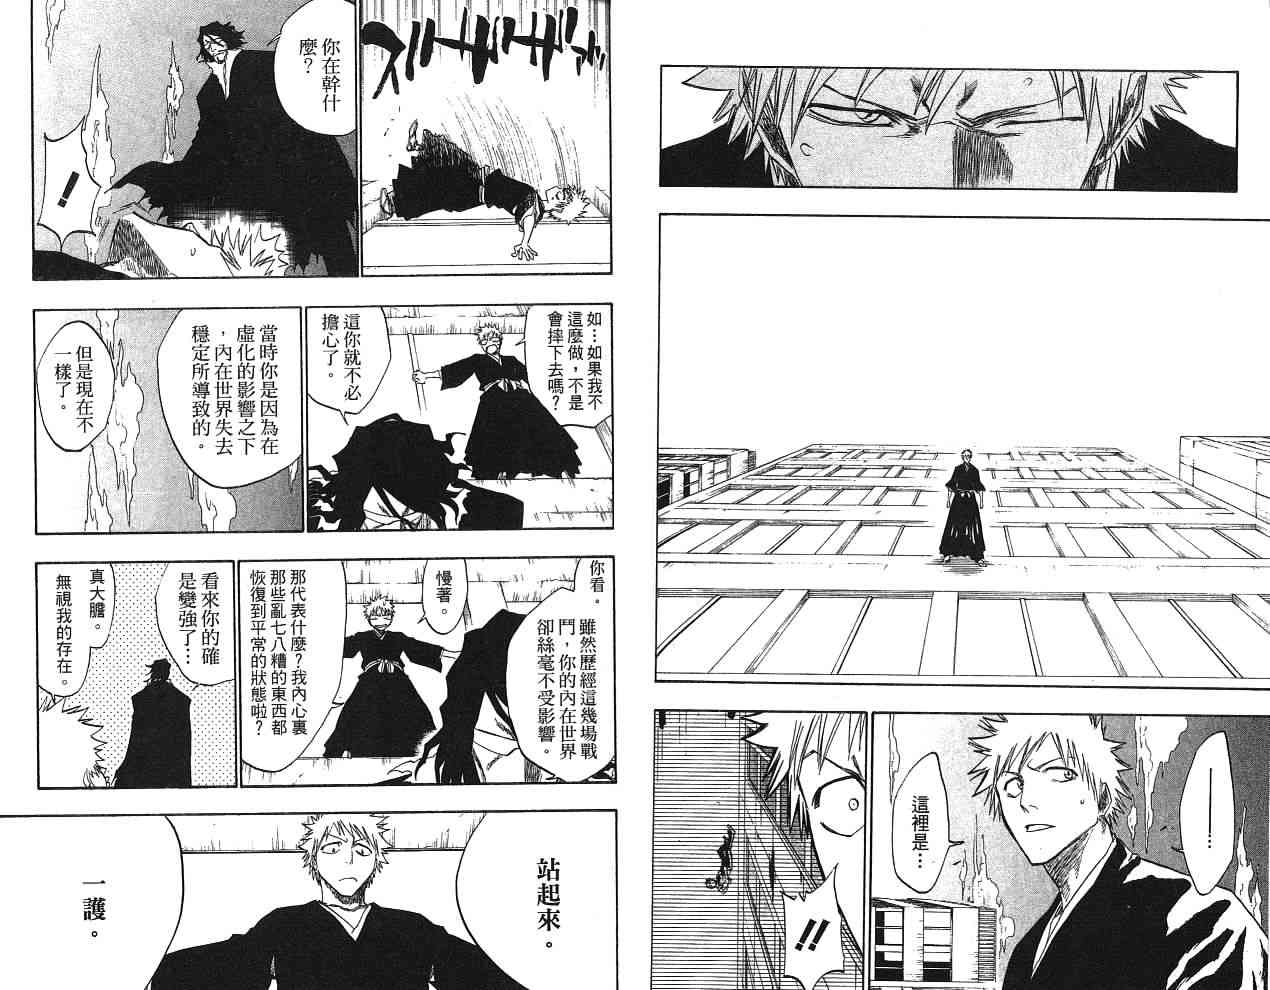 ………
這裡是…
!!
ズズズズ
你在幹什
麼？
!!
如…如果我不
這麼做，不是
會摔下去嗎？
這你就不必
擔心了。
當時你是因為在
虛化的影響之下
，內在世界失去
穩定所導致的。
但是現在不
一樣了。
你看。
雖然歷經這幾場戰
鬥，你的內在世界
卻絲毫不受影響。
慢著。
那代表什麼？我內心裏
那些亂七八糟的東西都
恢復到平常的狀態啦？
看來你的確
是變強了…
真大膽。
無視我的存在。
站起來。
一護。